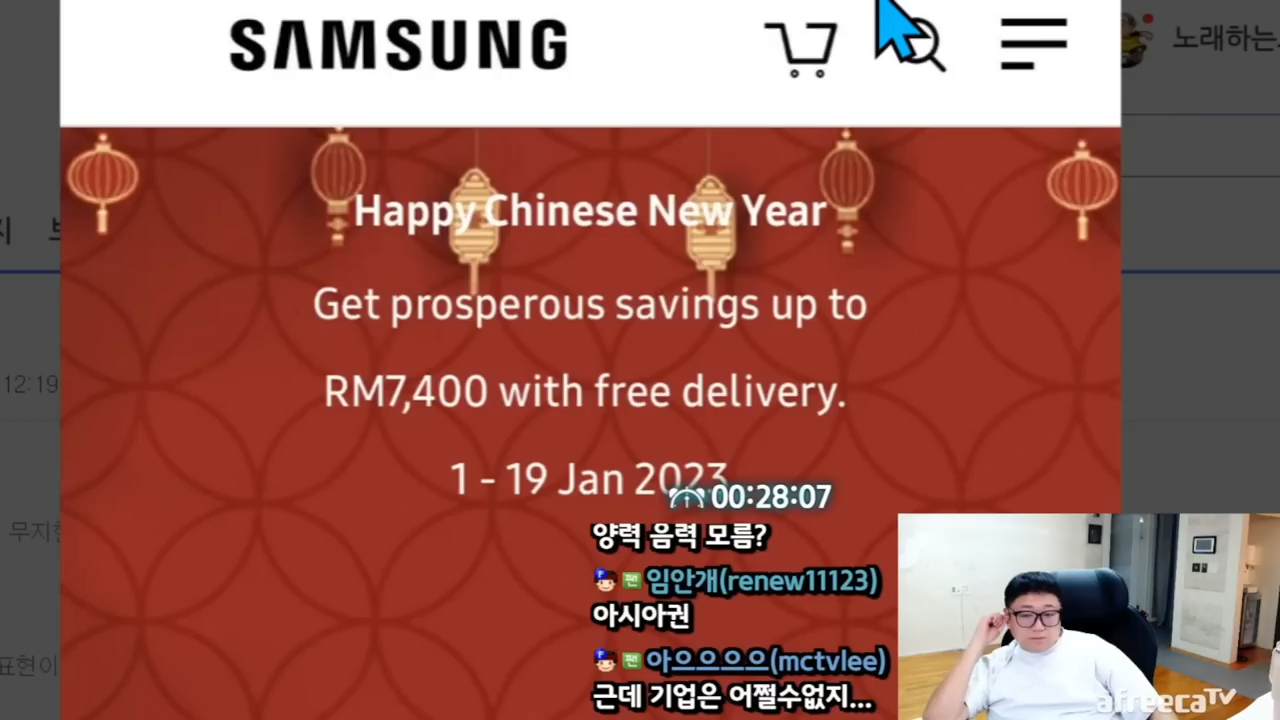 SAMSUNG
노래하는
Happy Chinese New Year
Get prosperous savings up to
RM7,400 with free delivery.
12:19
1 - 19 Jan 2023
00:28:07
양력 음력 모름?
임안개(renew11123)
아시아권
아으으으으(mctvlee)
표현이
근데 기업은 어쩔수없지...
afreecaTV